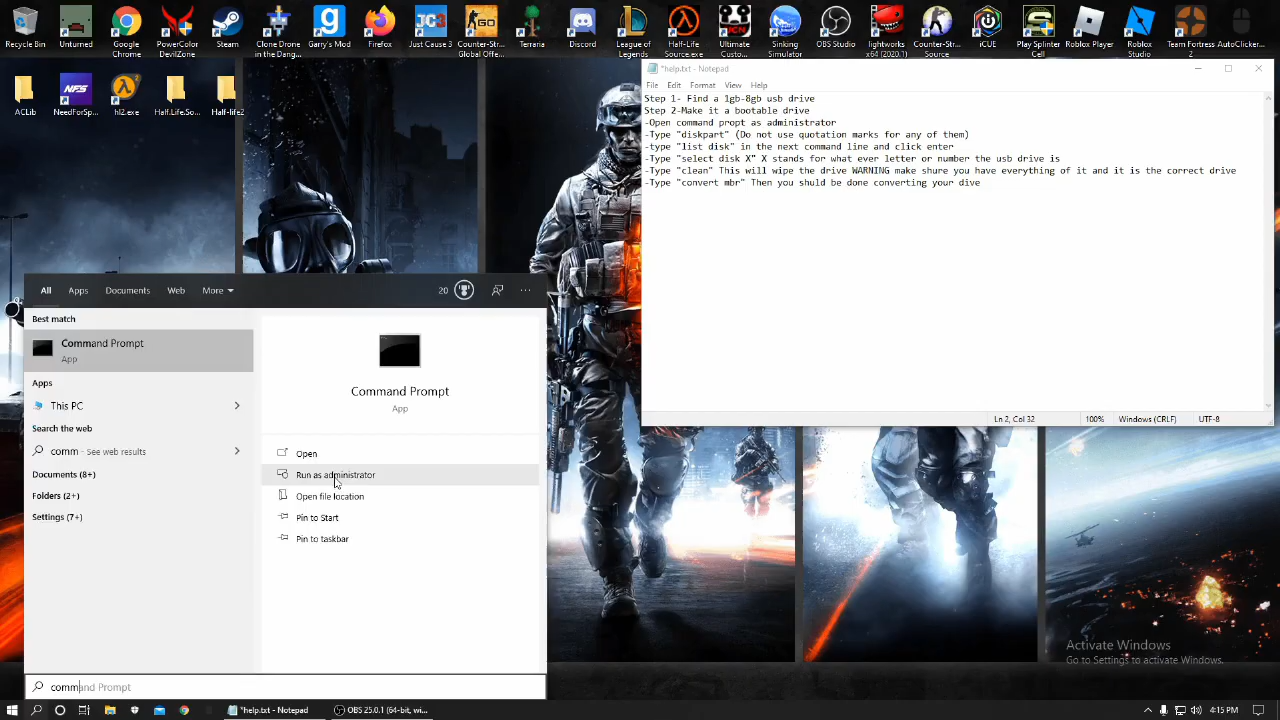 Recycle Bin
Unturned
Google Chrome
PowerColor DevilZone
Steam
Clone Drone in the Dang...
Garry's Mod
Firefox
Just Cause 3
Counter-Str... Global Offe...
Terraria
Discord
League of Legends
Half-Life Source
Ultimate Custo...
Sinking Simulator
OBS Studio
lightworks x64 (2020.1)
Counter-Str... Source
iCUE
Play Splinter Cell
Roblox Player
Roblox Studio
Team Fortress 2
AutoClicker...
ACLU
NeedForS...
hl2.exe
Half.Life.So...
Half-life2
*help.txt - Notepad
File Edit Format View Help
Step 1- Find a 1gb-8gb usb drive
Step 2-Make it a bootable drive
-Open command propt as administrator
-Type "diskpart" (Do not use quotation marks for any of them)
-type "list disk" in the next command line and click enter
-Type "select disk X" X stands for what ever letter or number the usb drive is
-Type "clean" This will wipe the drive WARNING make shure you have everything of it and it is the correct drive
-Type "convert mbr" Then you shuld be done converting your dive
Ln 2, Col 32 100% Windows (CRLF) UTF-8
All Apps Documents Web More 20 ...
Best match
Command Prompt
App
Apps
This PC
Search the web
comm - See web results
Documents (8+)
Folders (2+)
Settings (7+)
Command Prompt
App
Open
Run as administrator
Open file location
Pin to Start
Pin to taskbar
Activate Windows
Go to Settings to activate Windows.
command Prompt
*help.txt - Notepad
OBS 25.0.1 (64-bit, wi...
4:15 PM